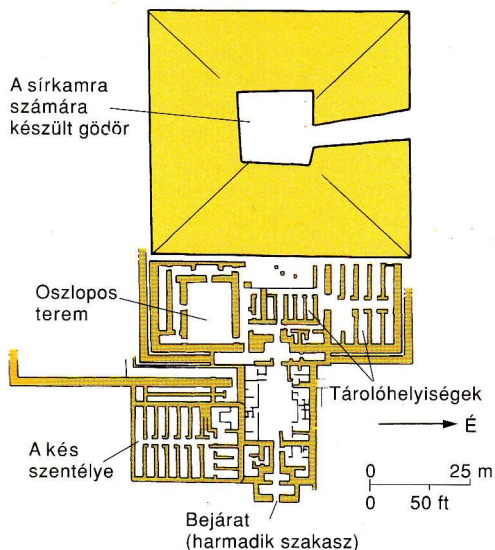 A sírkamra
számára
készült gödör
Oszlopos
terem
Tárolóhelyiségek
É
A kés
szentélye
0 25 m
0 50 ft
Bejárat
(harmadik szakasz)